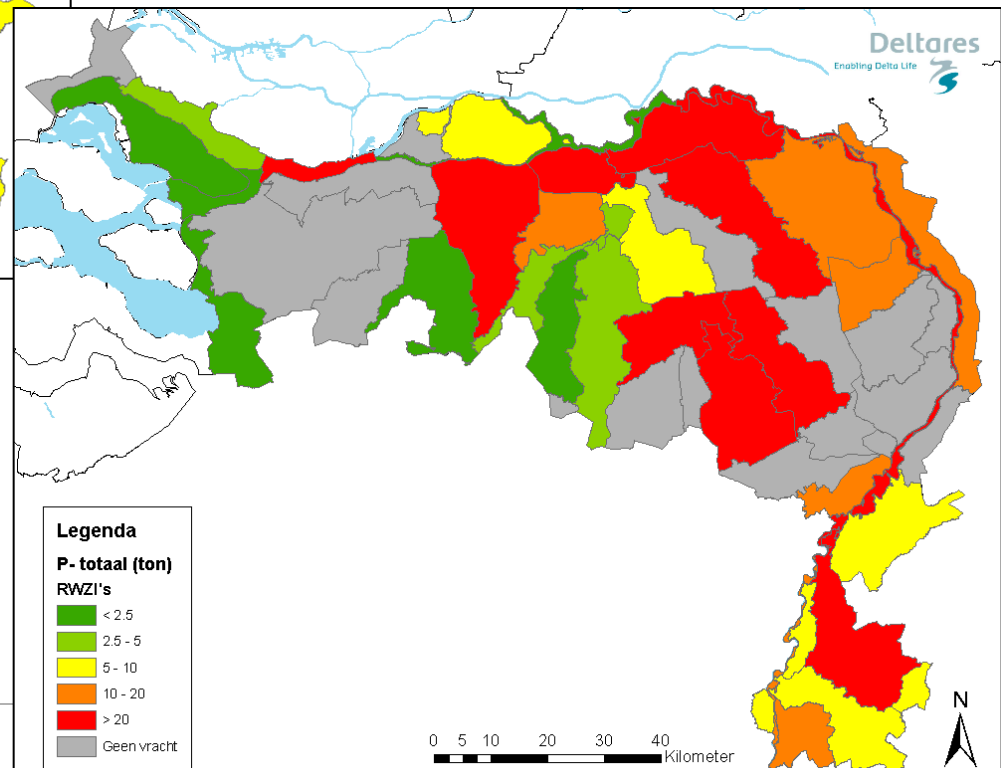 Deltares
Enabling Delta Life
Legenda
P- totaal (ton)
RWZI's
< 2.5
2.5 - 5
5 - 10
10 - 20
> 20
Geen vracht
0 5 10 20 30 40
Kilometer
N